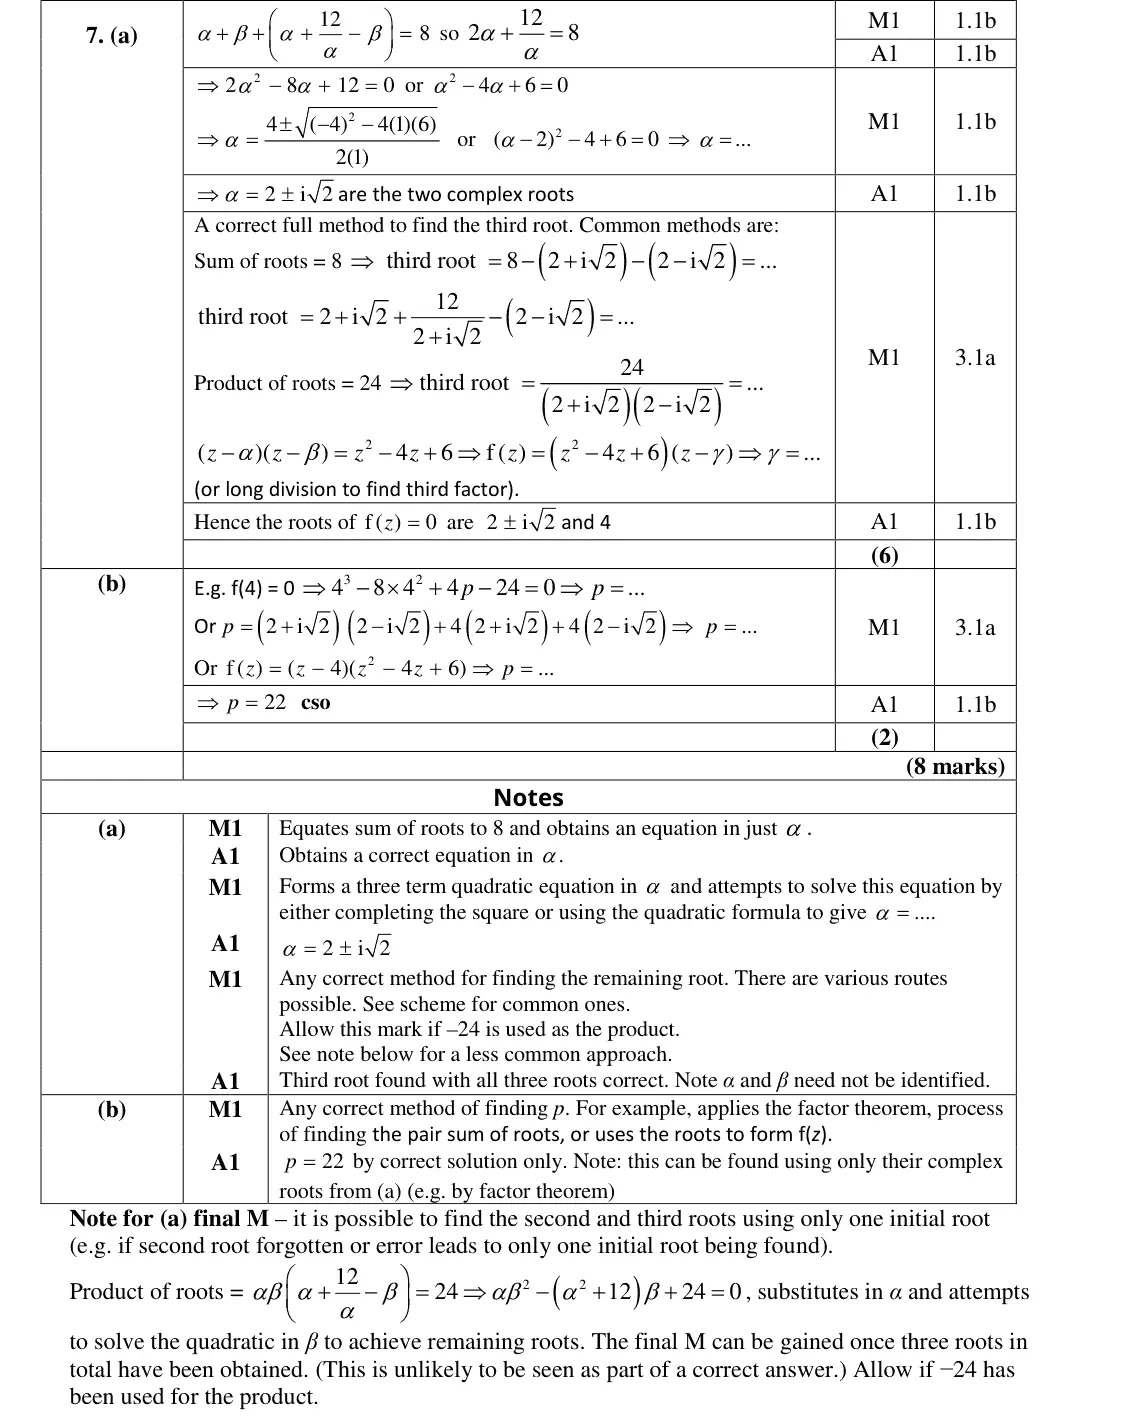 7. (a) α + β + (α + 12/α − β) = 8 so 2α + 12/α = 8 M1 1.1b
A1 1.1b
⇒ 2α² − 8α + 12 = 0 or α² − 4α + 6 = 0
⇒ α = (4 ± √((−4)² − 4(1)(6)))/2(1) or (α − 2)² − 4 + 6 = 0 ⇒ α = ... M1 1.1b
⇒ α = 2 ± i√2 are the two complex roots A1 1.1b
A correct full method to find the third root. Common methods are:
Sum of roots = 8 ⇒ third root = 8 − (2 + i√2) − (2 − i√2) = ...
third root = 2 + i√2 + 12/(2 + i√2) − (2 − i√2) = ...
M1 3.1a
Product of roots = 24 ⇒ third root = 24/((2 + i√2)(2 − i√2)) = ...
(z − α)(z − β) = z² − 4z + 6 ⇒ f(z) = (z² − 4z + 6)(z − γ) ⇒ γ = ...
(or long division to find third factor).
Hence the roots of f(z) = 0 are 2 ± i√2 and 4 A1 1.1b
(6)
(b) E.g. f(4) = 0 ⇒ 4³ − 8 × 4² + 4p − 24 = 0 ⇒ p = ...
Or p = (2 + i√2)(2 − i√2) + 4(2 + i√2) + 4(2 − i√2) ⇒ p = ... M1 3.1a
Or f(z) = (z − 4)(z² − 4z + 6) ⇒ p = ...
⇒ p = 22 cso A1 1.1b
(2)
(8 marks)
Notes
(a) M1 Equates sum of roots to 8 and obtains an equation in just α.
A1 Obtains a correct equation in α.
M1 Forms a three term quadratic equation in α and attempts to solve this equation by
either completing the square or using the quadratic formula to give α = ....
A1 α = 2 ± i√2
M1 Any correct method for finding the remaining root. There are various routes
possible. See scheme for common ones.
Allow this mark if –24 is used as the product.
See note below for a less common approach.
A1 Third root found with all three roots correct. Note α and β need not be identified.
(b) M1 Any correct method of finding p. For example, applies the factor theorem, process
of finding the pair sum of roots, or uses the roots to form f(z).
A1 p = 22 by correct solution only. Note: this can be found using only their complex
roots from (a) (e.g. by factor theorem)
Note for (a) final M – it is possible to find the second and third roots using only one initial root
(e.g. if second root forgotten or error leads to only one initial root being found).
Product of roots = αβ(α + 12/α − β) = 24 ⇒ αβ² − (α² + 12)β + 24 = 0, substitutes in α and attempts
to solve the quadratic in β to achieve remaining roots. The final M can be gained once three roots in
total have been obtained. (This is unlikely to be seen as part of a correct answer.) Allow if −24 has
been used for the product.